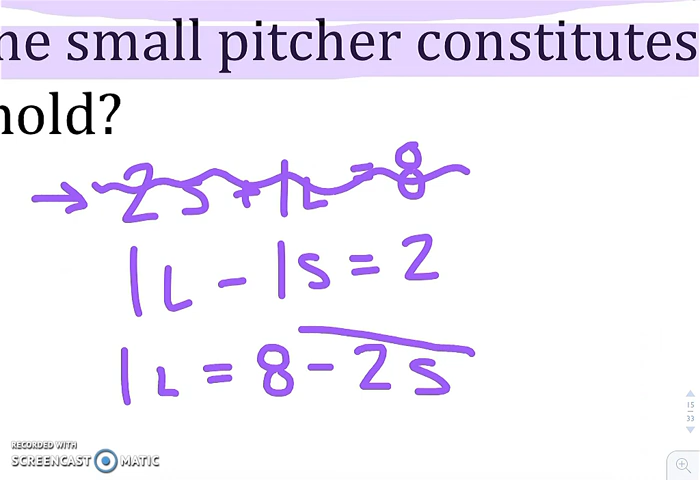 ne small pitcher constitutes
hold?
→ 2S + 1L = 8
1L - 1S = 2
1L = 8 - 2S
15
33
RECORDED WITH
SCREENCAST MATIC